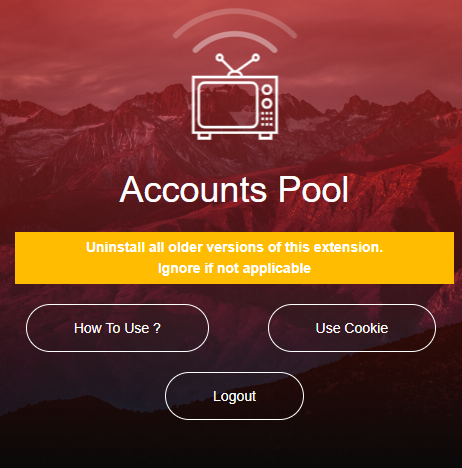 Accounts Pool
Uninstall all older versions of this extension.
Ignore if not applicable
How To Use ?
Use Cookie
Logout